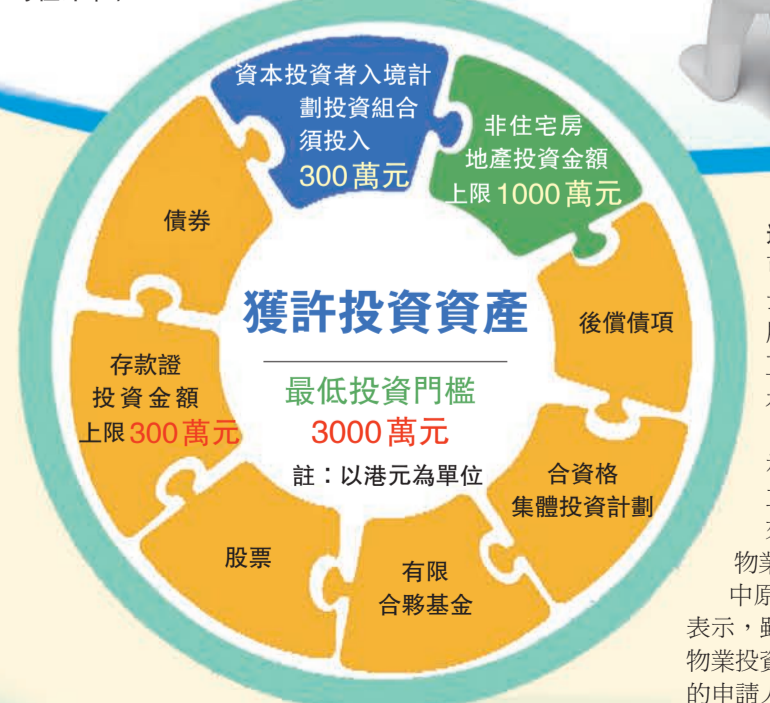 資本投資者入境計
劃投資組合
須投入
300萬元
非住宅房
地產投資金額
上限1000萬元
後償債項
合資格
集體投資計劃
有限
合夥基金
股票
存款證
投資金額
上限300萬元
債券
獲許投資資產
最低投資門檻
3000萬元
註：以港元為單位
物業
中原
表示，雖
物業投資
的申請人